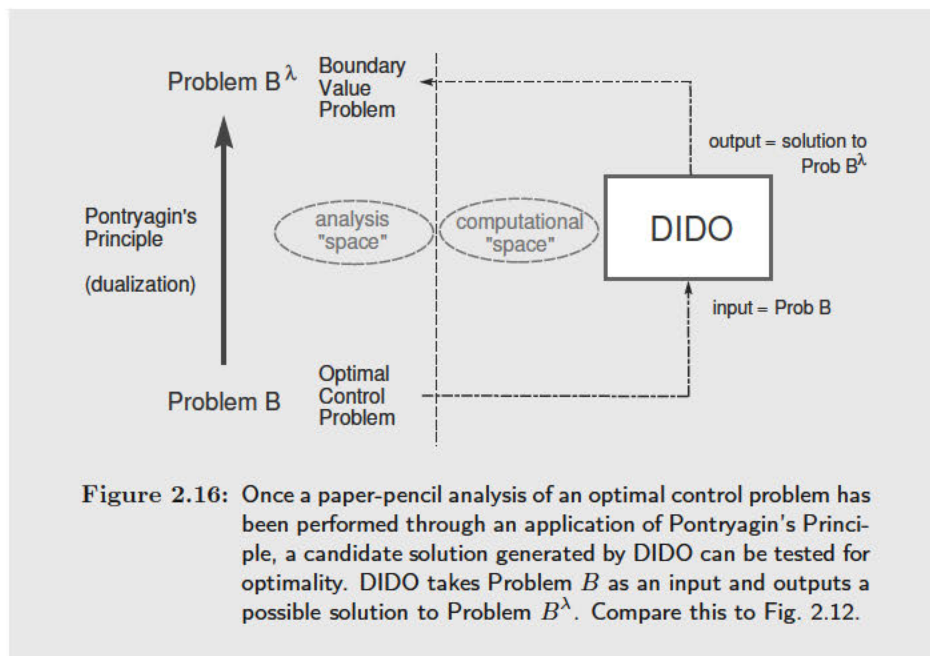 Problem B^λ
Boundary
Value
Problem
output = solution to
Prob B^λ
Pontryagin's
Principle
(dualization)
analysis
"space"
computational
"space"
DIDO
input = Prob B
Problem B
Optimal
Control
Problem
Figure 2.16: Once a paper-pencil analysis of an optimal control problem has
been performed through an application of Pontryagin's Princi-
ple, a candidate solution generated by DIDO can be tested for
optimality. DIDO takes Problem B as an input and outputs a
possible solution to Problem B^λ. Compare this to Fig. 2.12.